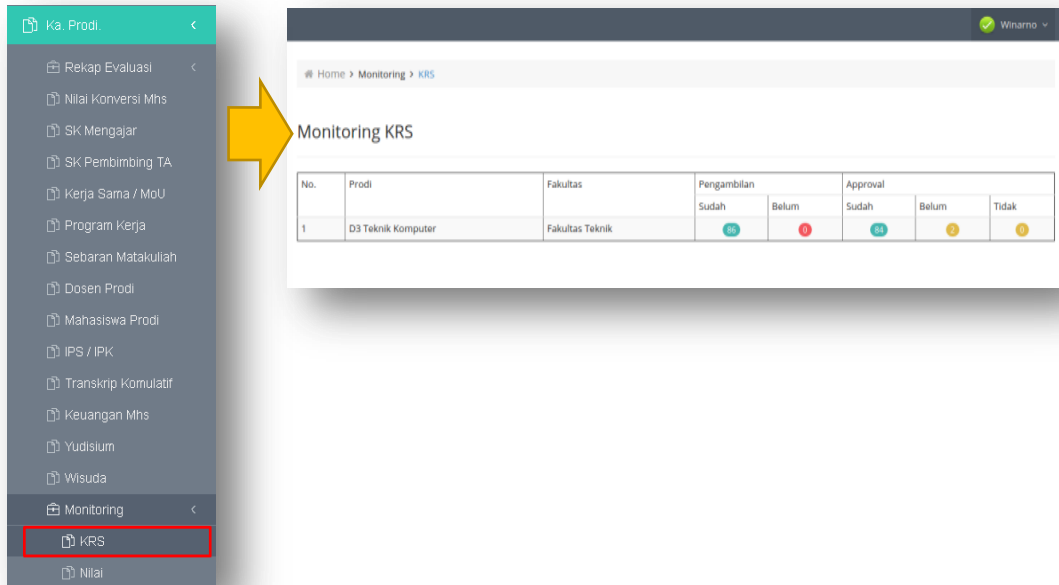 Ka. Prodi.
Rekap Evaluasi
Nilai Konversi Mhs
SK Mengajar
SK Pembimbing TA
Kerja Sama / MoU
Program Kerja
Sebaran Matakuliah
Dosen Prodi
Mahasiswa Prodi
IPS / IPK
Transkrip Komulatif
Keuangan Mhs
Yudisium
Wisuda
Monitoring
KRS
Nilai
Winarno
Home > Monitoring > KRS
Monitoring KRS
No. Prodi Fakultas Pengambilan Approval
Sudah Belum Sudah Belum Tidak
1 D3 Teknik Komputer Fakultas Teknik 86 0 84 2 0